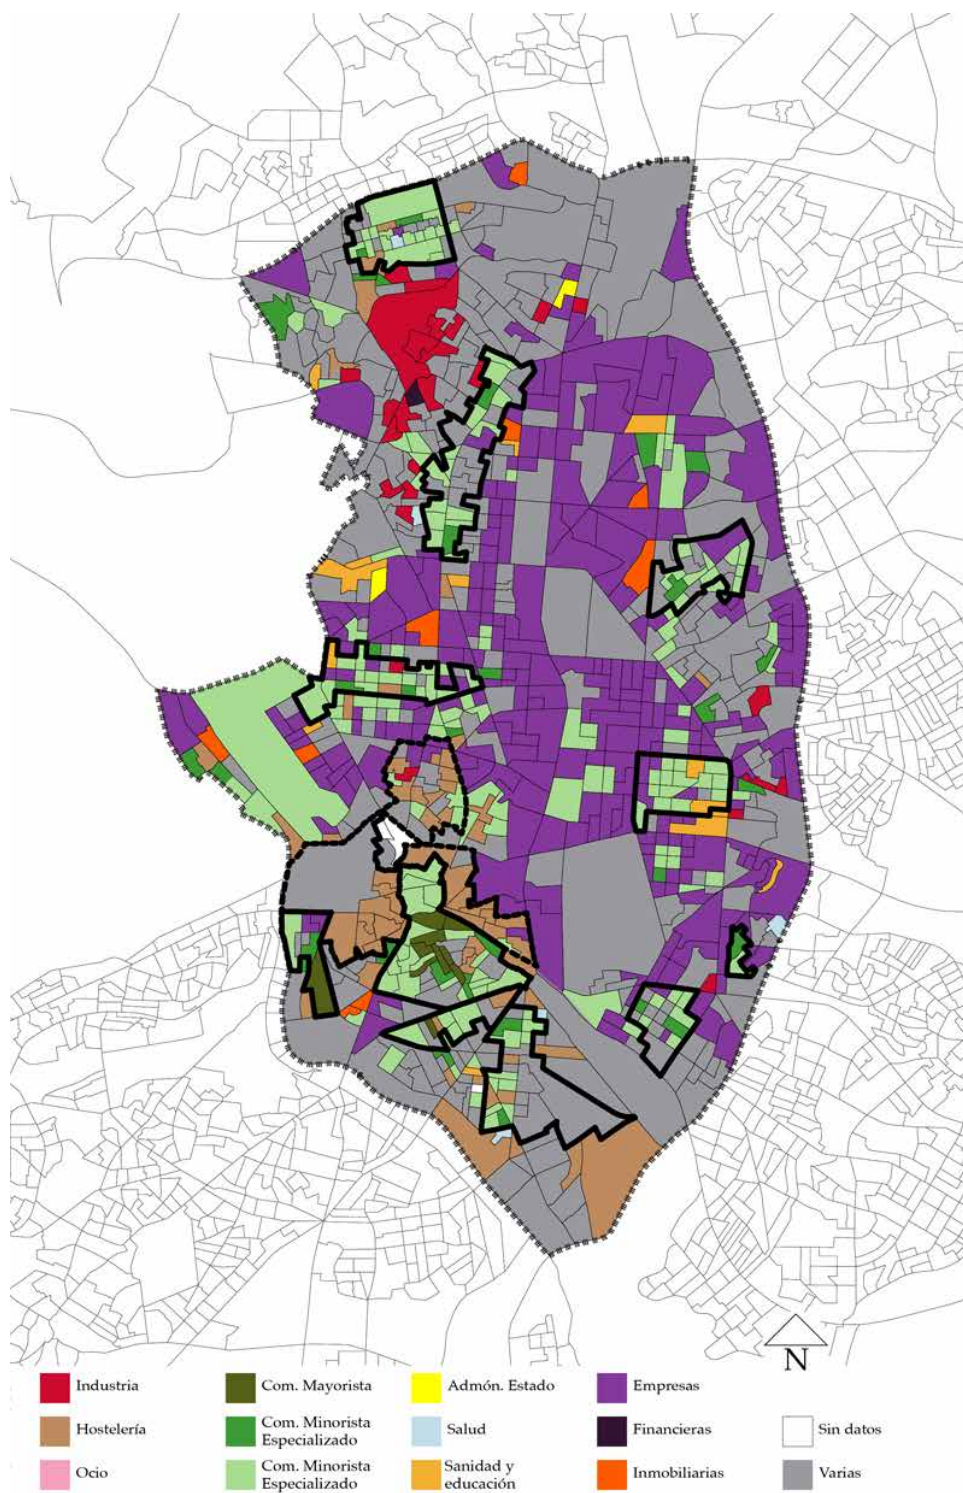 N
Industria
Com. Mayorista
Admón. Estado
Empresas
Hostelería
Com. Minorista
Especializado
Salud
Financieras
Sin datos
Ocio
Com. Minorista
Especializado
Sanidad y
educación
Inmobiliarias
Varias